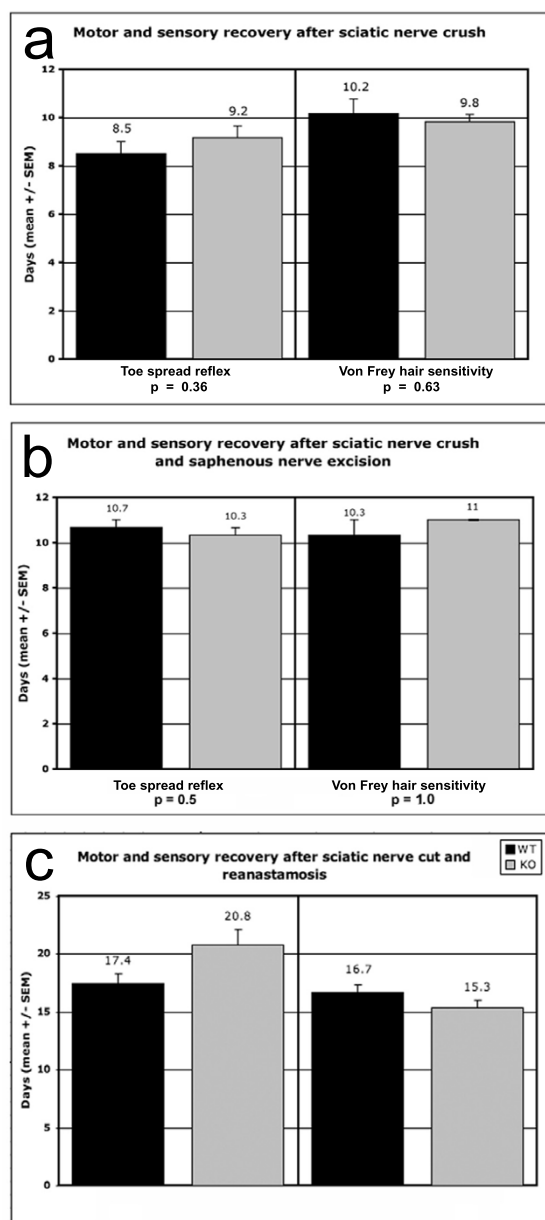 a
Motor and sensory recovery after sciatic nerve crush
12
10
8
6
4
2
0
Days (mean +/- SEM)
8.5
9.2
10.2
9.8
Toe spread reflex
p = 0.36
Von Frey hair sensitivity
p = 0.63
b
Motor and sensory recovery after sciatic nerve crush
and saphenous nerve excision
12
10
8
6
4
2
0
Days (mean +/- SEM)
10.7
10.3
10.3
11
Toe spread reflex
p = 0.5
Von Frey hair sensitivity
p = 1.0
c
Motor and sensory recovery after sciatic nerve cut and
reanastamosis
WT
KO
25
20
15
10
5
0
Days (mean +/- SEM)
17.4
20.8
16.7
15.3